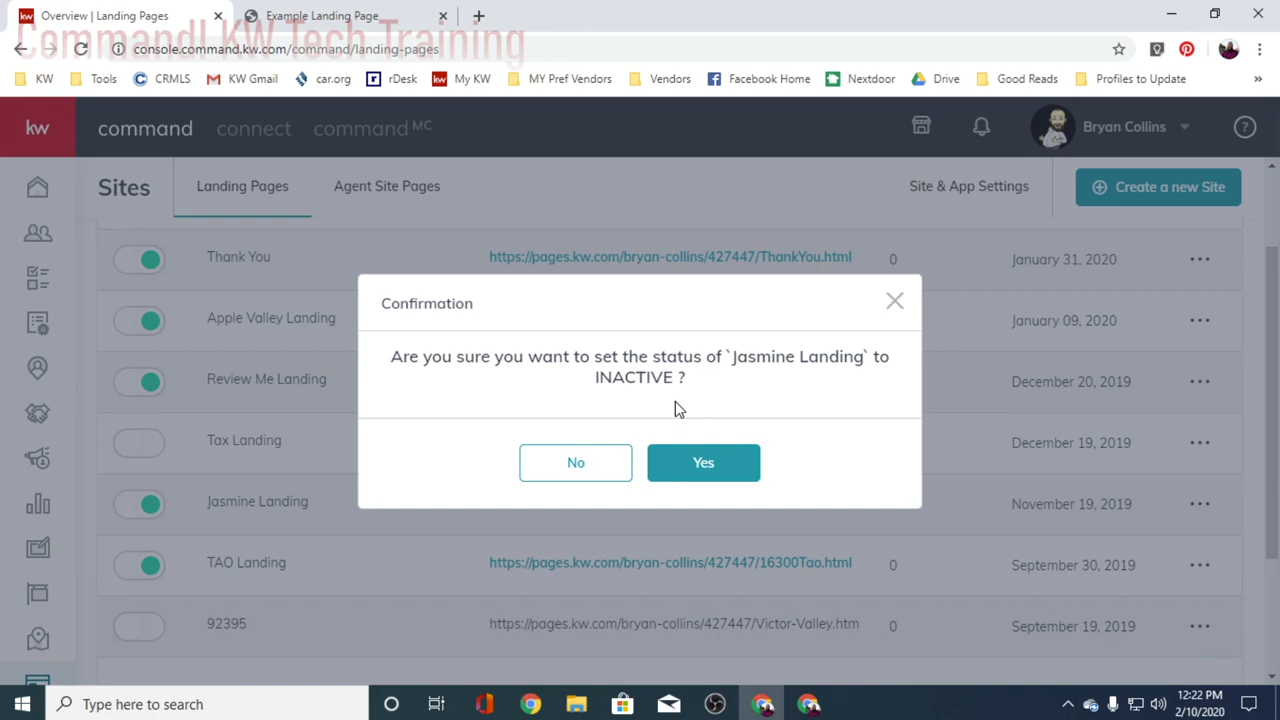 Overview | Landing Pages
Example Landing Page
Command! KW Tech Training
console.command.kw.com/command/landing-pages
KW
Tools
CRMLS
KW Gmail
car.org
rDesk
My KW
MY Pref Vendors
Vendors
Facebook Home
Nextdoor
Drive
Good Reads
Profiles to Update
kw
command
connect
command MC
Bryan Collins
Sites
Landing Pages
Agent Site Pages
Site & App Settings
Create a new Site
Thank You
https://pages.kw.com/bryan-collins/427447/ThankYou.html
0
January 31, 2020
Apple Valley Landing
January 09, 2020
Review Me Landing
December 20, 2019
Tax Landing
December 19, 2019
Jasmine Landing
November 19, 2019
TAO Landing
https://pages.kw.com/bryan-collins/427447/16300Tao.html
0
September 30, 2019
92395
https://pages.kw.com/bryan-collins/427447/Victor-Valley.htm
0
September 19, 2019
Confirmation
Are you sure you want to set the status of `Jasmine Landing` to
INACTIVE ?
No
Yes
Type here to search
12:22 PM
2/10/2020